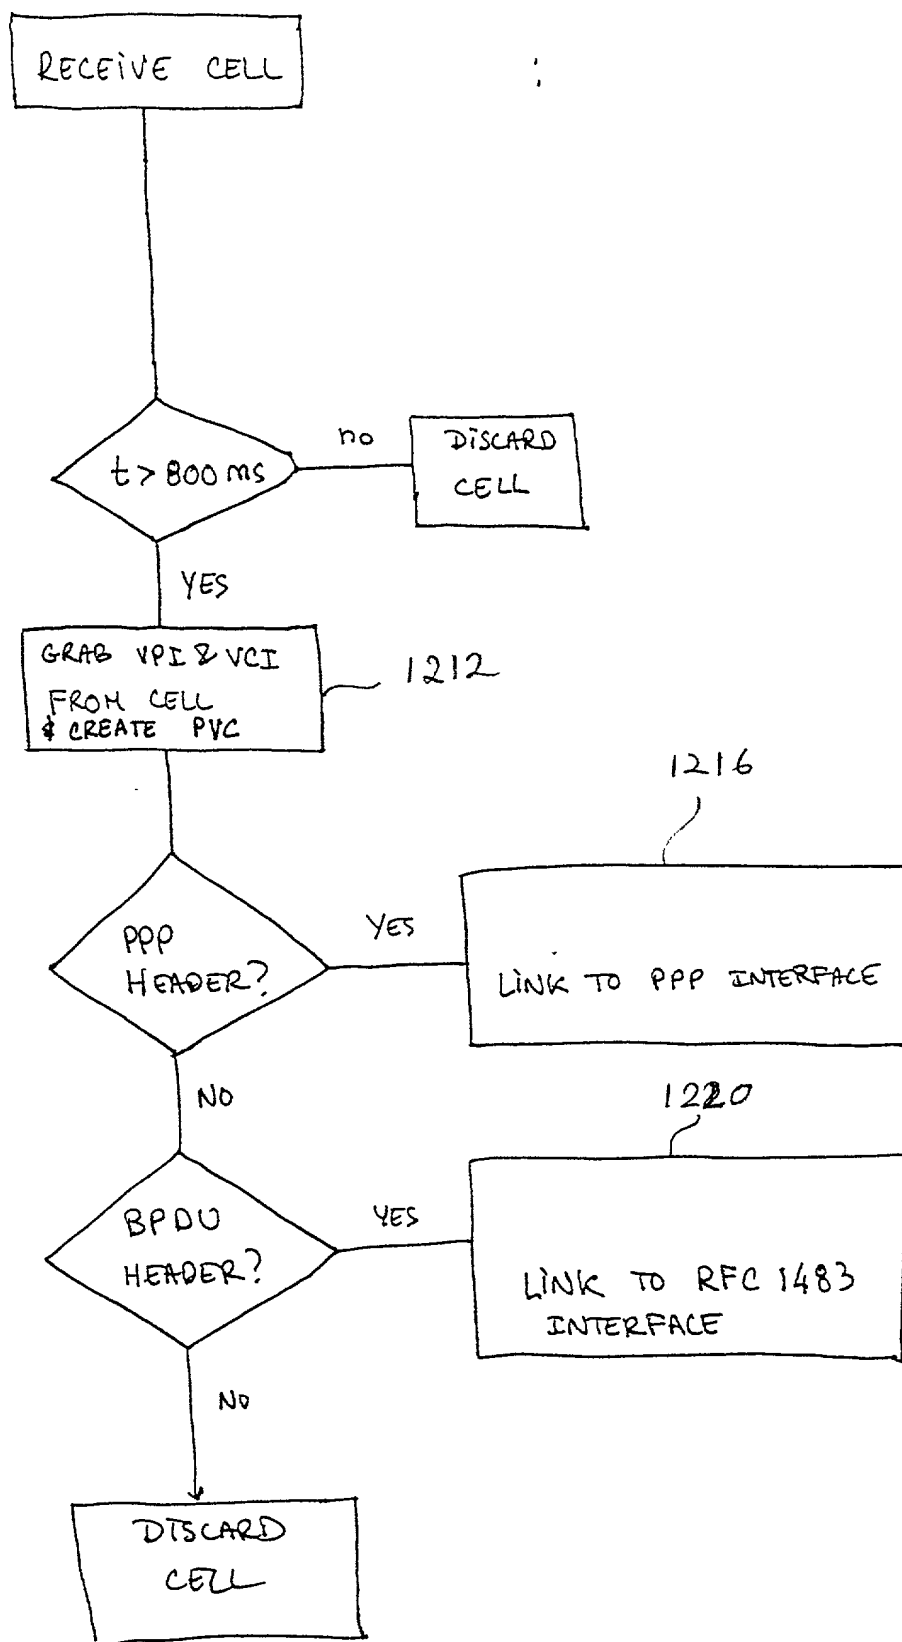 RECEIVE CELL
t > 800 ms
no
DISCARD
CELL
YES
GRAB VPI & VCI
FROM CELL
& CREATE PVC
1212
1216
PPP
HEADER?
YES
LINK TO PPP INTERFACE
NO
1220
BPDU
HEADER?
YES
LINK TO RFC 1483
INTERFACE
NO
DISCARD
CELL